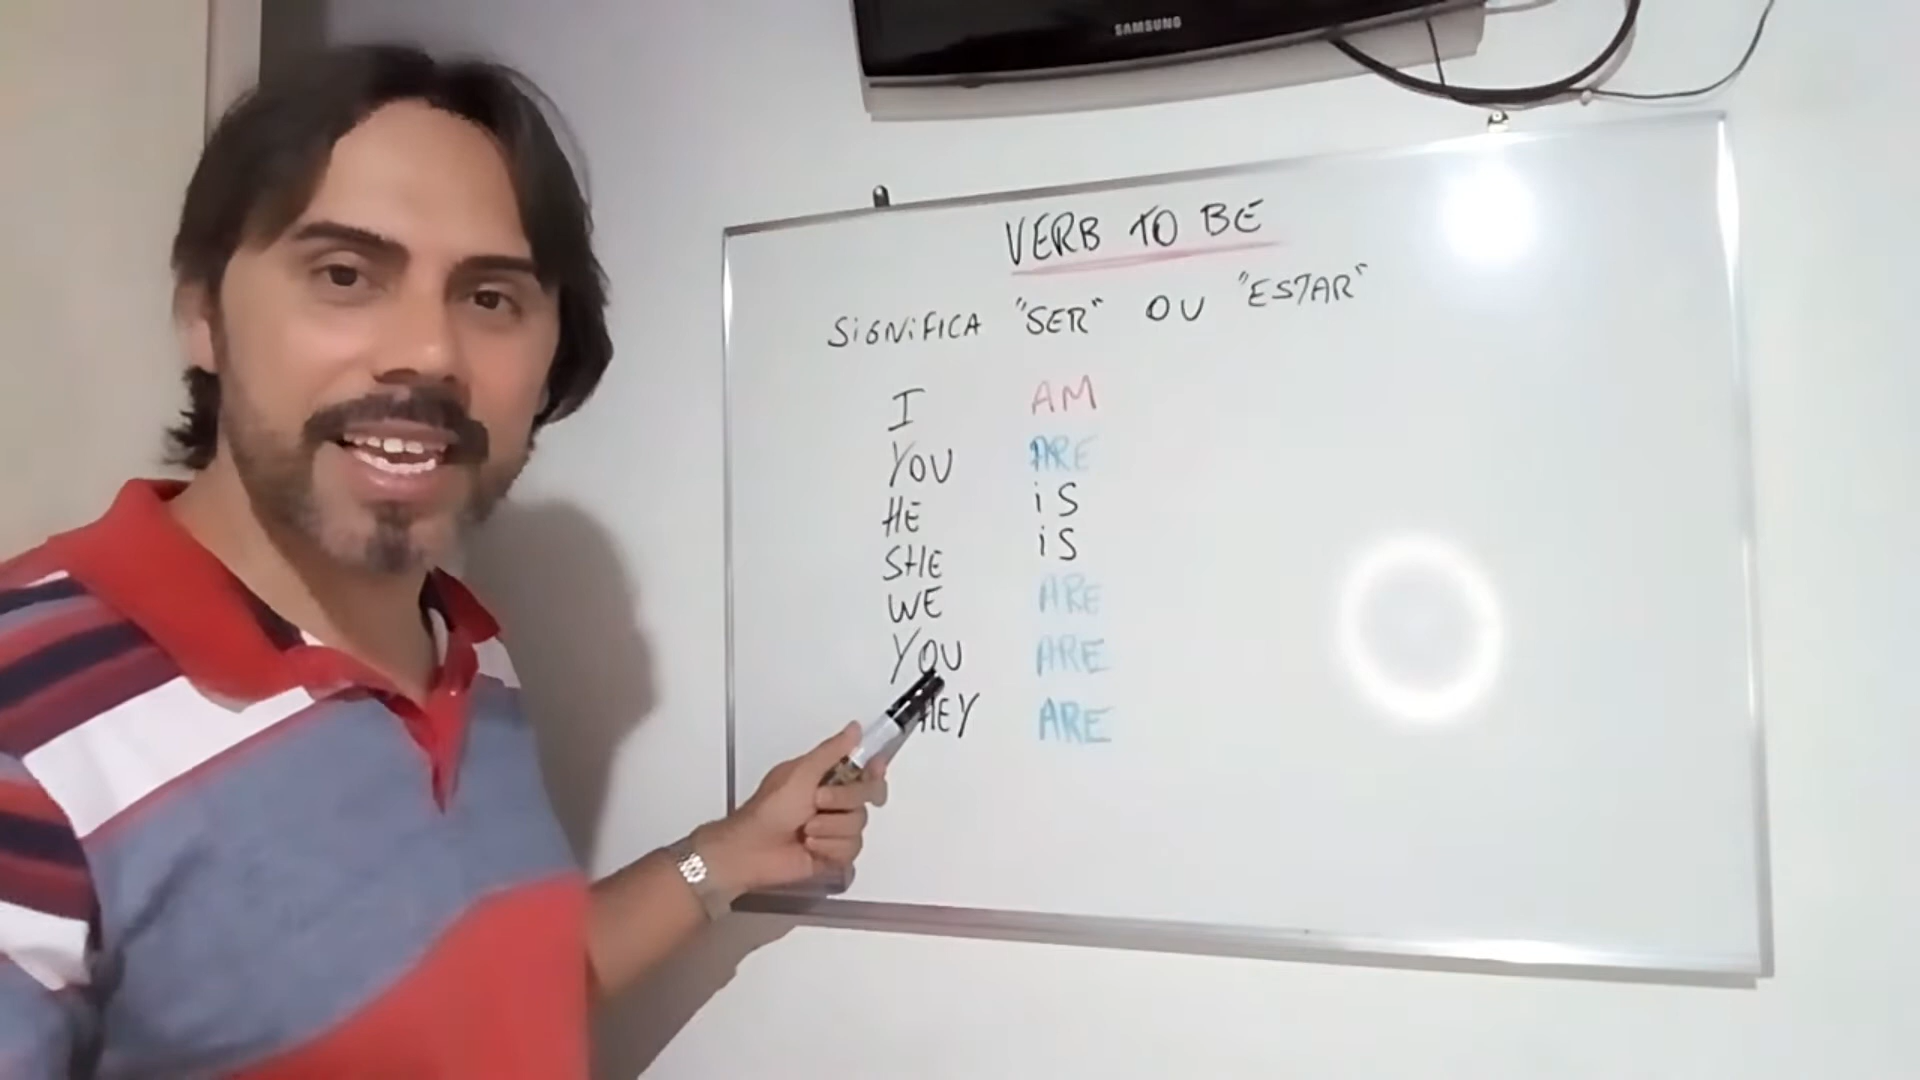 SAMSUNG
VERB TO BE
SiGNiFiCA "SER" OU "ESTAR"
I AM
YOU ARE
HE iS
SHE iS
WE ARE
YOU ARE
HEY ARE